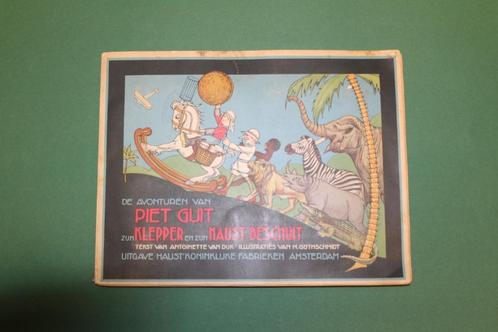 DE AVONTUREN VAN
PIET GUIT
ZIJN KLEPPER EN ZIJN HAUST BESCHUIT
TEKST VAN ANTOINETTE VAN DIJK ILLUSTRATIES VAN M. GÜTHSCHMIDT
UITGAVE HAUST' KONINKLIJKE FABRIEKEN AMSTERDAM